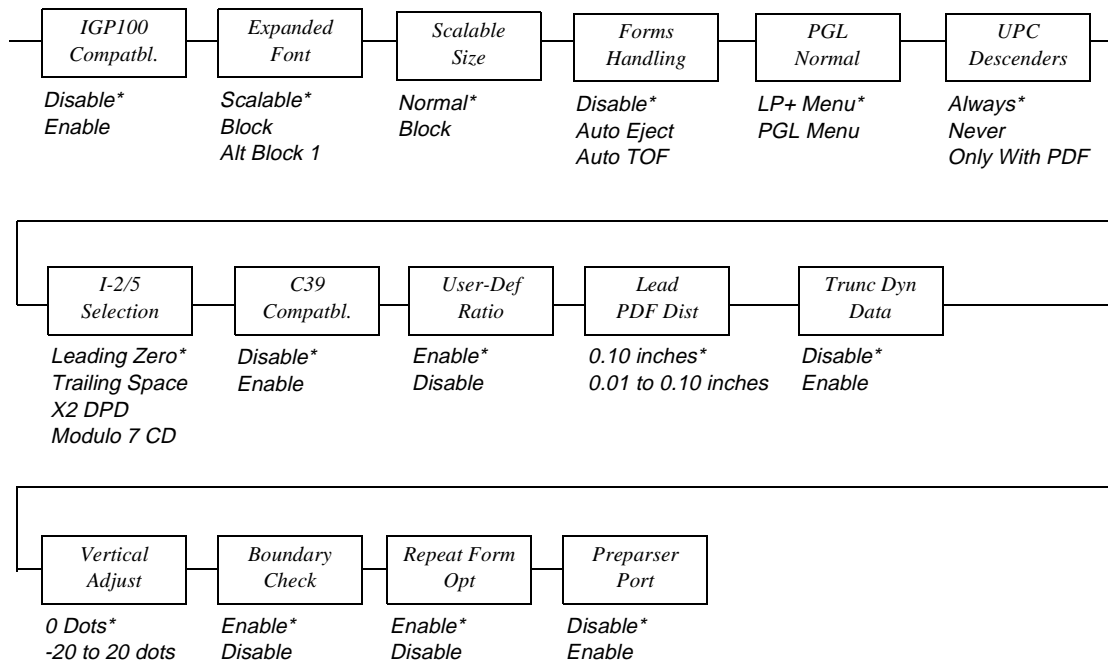 IGP100 Compatbl.
Disable*
Enable
Expanded Font
Scalable*
Block
Alt Block 1
Scalable Size
Normal*
Block
Forms Handling
Disable*
Auto Eject
Auto TOF
PGL Normal
LP+ Menu*
PGL Menu
UPC Descenders
Always*
Never
Only With PDF
I-2/5 Selection
Leading Zero*
Trailing Space
X2 DPD
Modulo 7 CD
C39 Compatbl.
Disable*
Enable
User-Def Ratio
Enable*
Disable
Lead PDF Dist
0.10 inches*
0.01 to 0.10 inches
Trunc Dyn Data
Disable*
Enable
Vertical Adjust
0 Dots*
-20 to 20 dots
Boundary Check
Enable*
Disable
Repeat Form Opt
Enable*
Disable
Preparser Port
Disable*
Enable